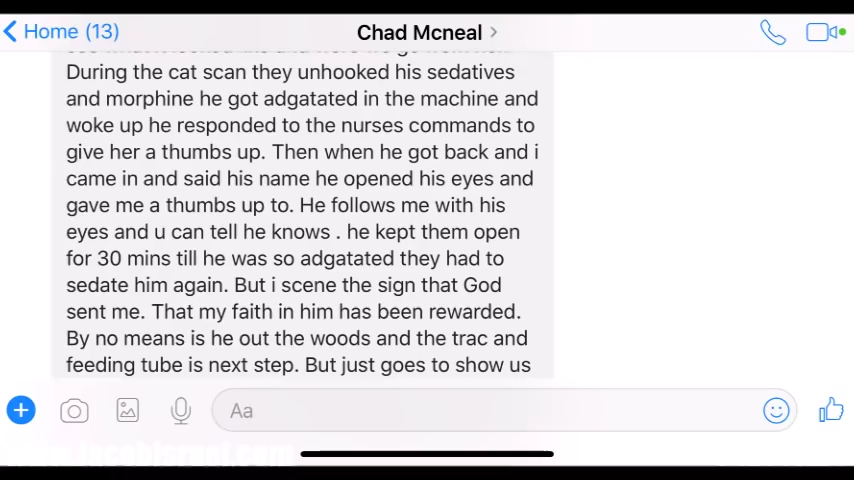 Home (13)
Chad Mcneal
During the cat scan they unhooked his sedatives
and morphine he got adgatated in the machine and
woke up he responded to the nurses commands to
give her a thumbs up. Then when he got back and i
came in and said his name he opened his eyes and
gave me a thumbs up to. He follows me with his
eyes and u can tell he knows . he kept them open
for 30 mins till he was so adgatated they had to
sedate him again. But i scene the sign that God
sent me. That my faith in him has been rewarded.
By no means is he out the woods and the trac and
feeding tube is next step. But just goes to show us
Aa